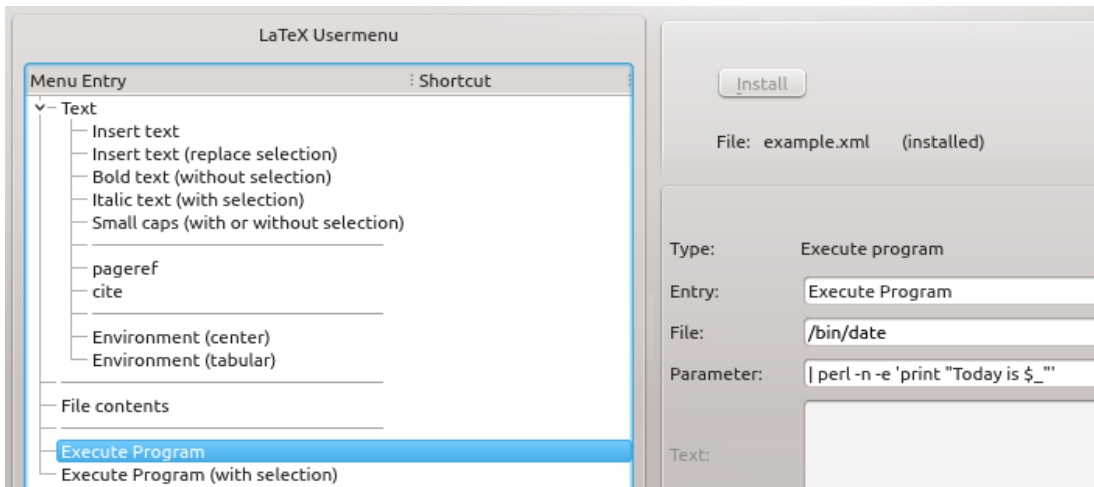 LaTeX Usermenu
Menu Entry Shortcut
Text
Insert text
Insert text (replace selection)
Bold text (without selection)
Italic text (with selection)
Small caps (with or without selection)
pageref
cite
Environment (center)
Environment (tabular)
File contents
Execute Program
Execute Program (with selection)
Install
File: example.xml (installed)
Type: Execute program
Entry: Execute Program
File: /bin/date
Parameter: | perl -n -e 'print "Today is $_"'
Text: